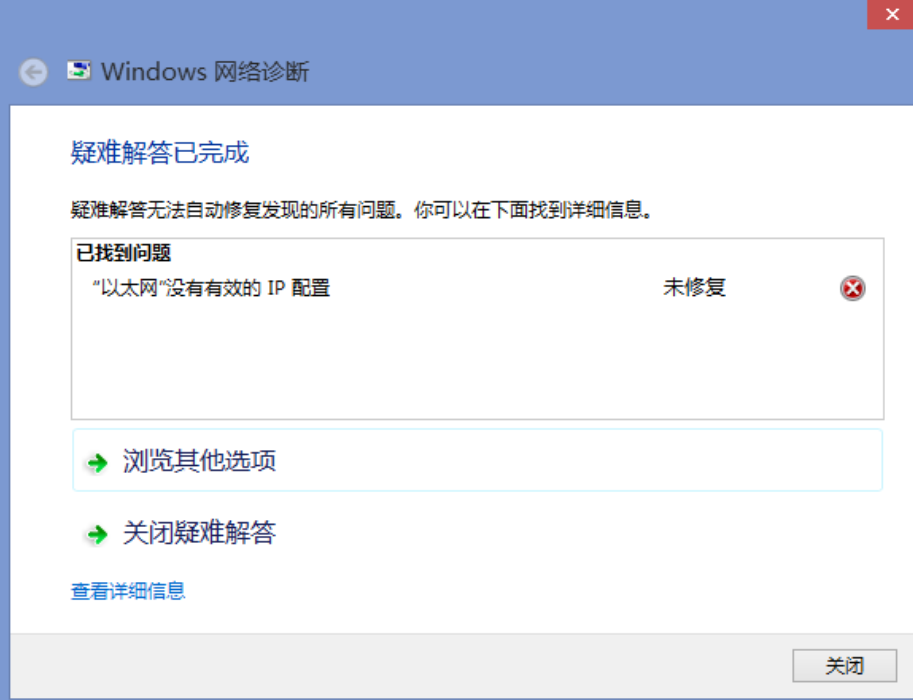 Windows 网络诊断
疑难解答已完成
疑难解答无法自动修复发现的所有问题。你可以在下面找到详细信息。
已找到问题
“以太网”没有有效的 IP 配置 未修复
浏览其他选项
关闭疑难解答
查看详细信息
关闭